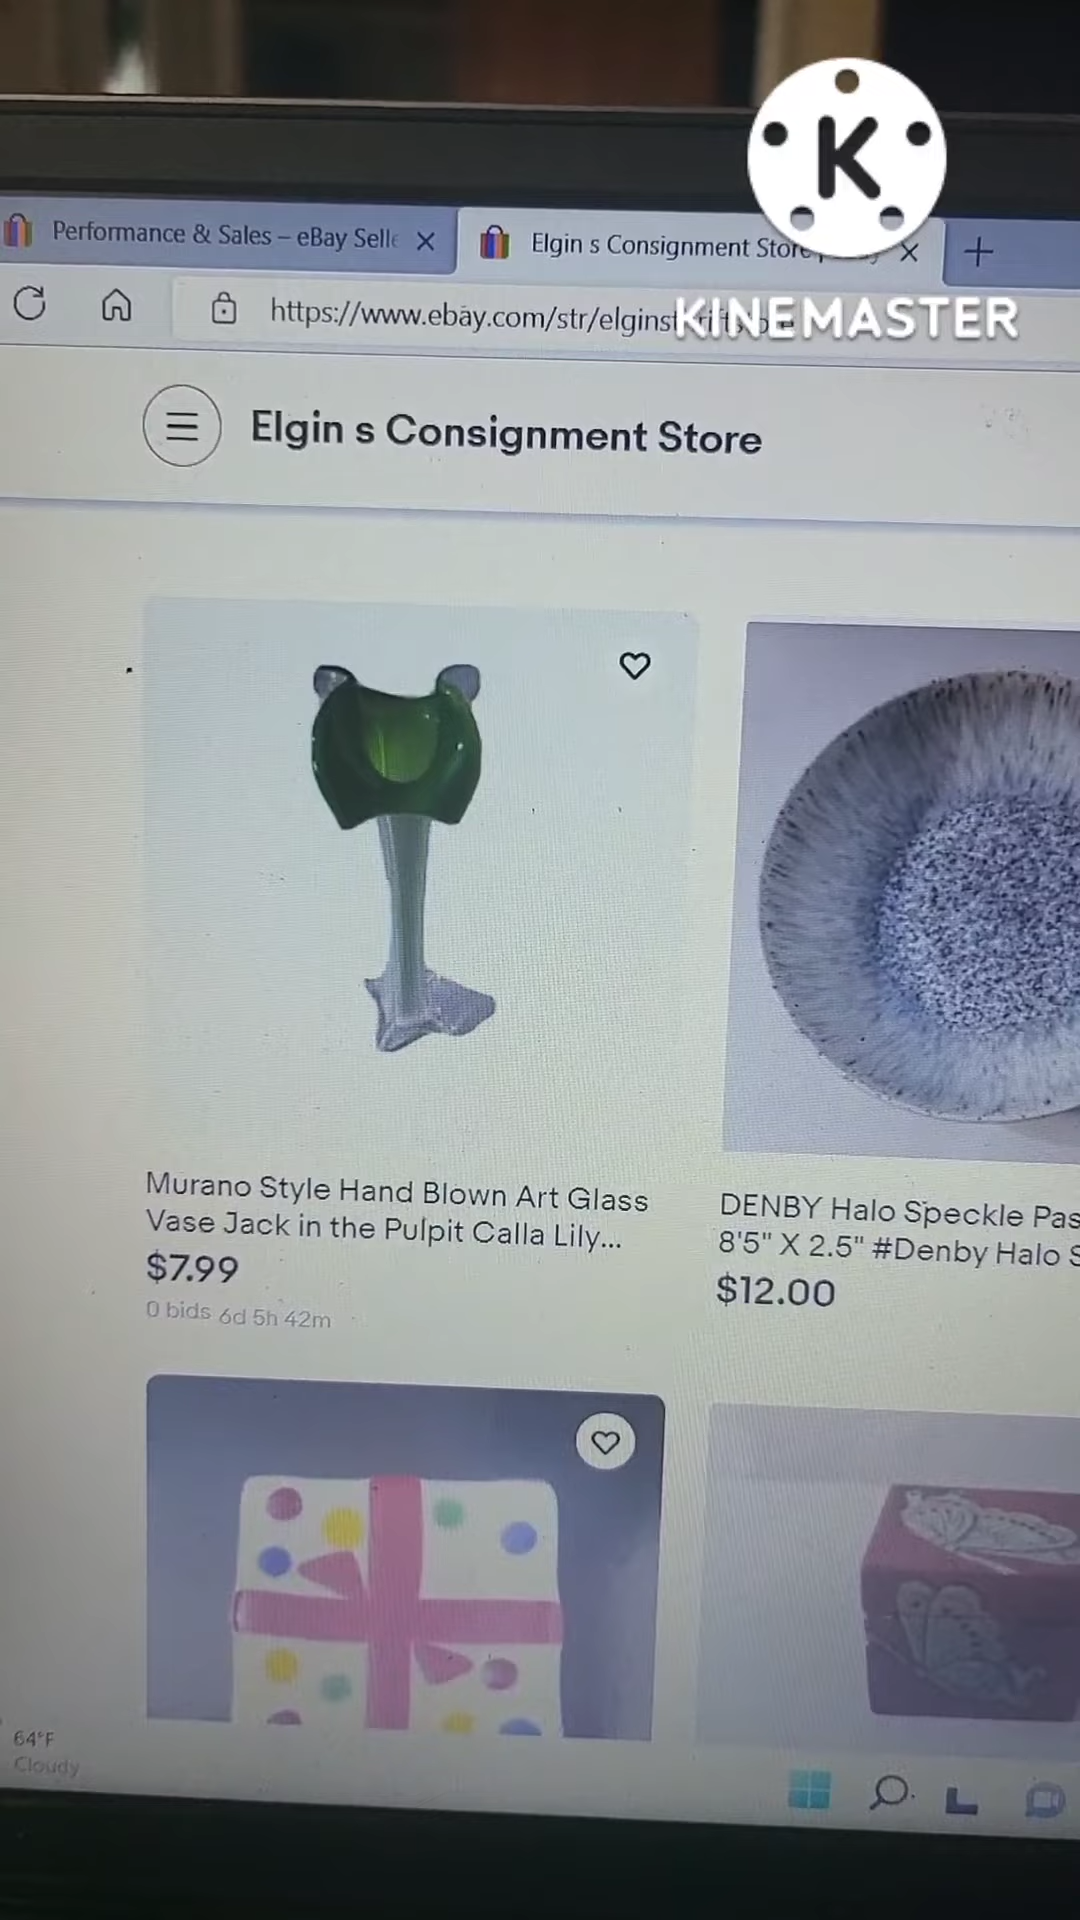 K
KINEMASTER
Performance & Sales – eBay Selle
Elgin s Consignment Store
https://www.ebay.com/str/elginst
Elgin s Consignment Store
Murano Style Hand Blown Art Glass
Vase Jack in the Pulpit Calla Lily...
$7.99
0 bids 6d 5h 42m
DENBY Halo Speckle Pas
8'5" X 2.5" #Denby Halo S
$12.00
64°F
Cloudy